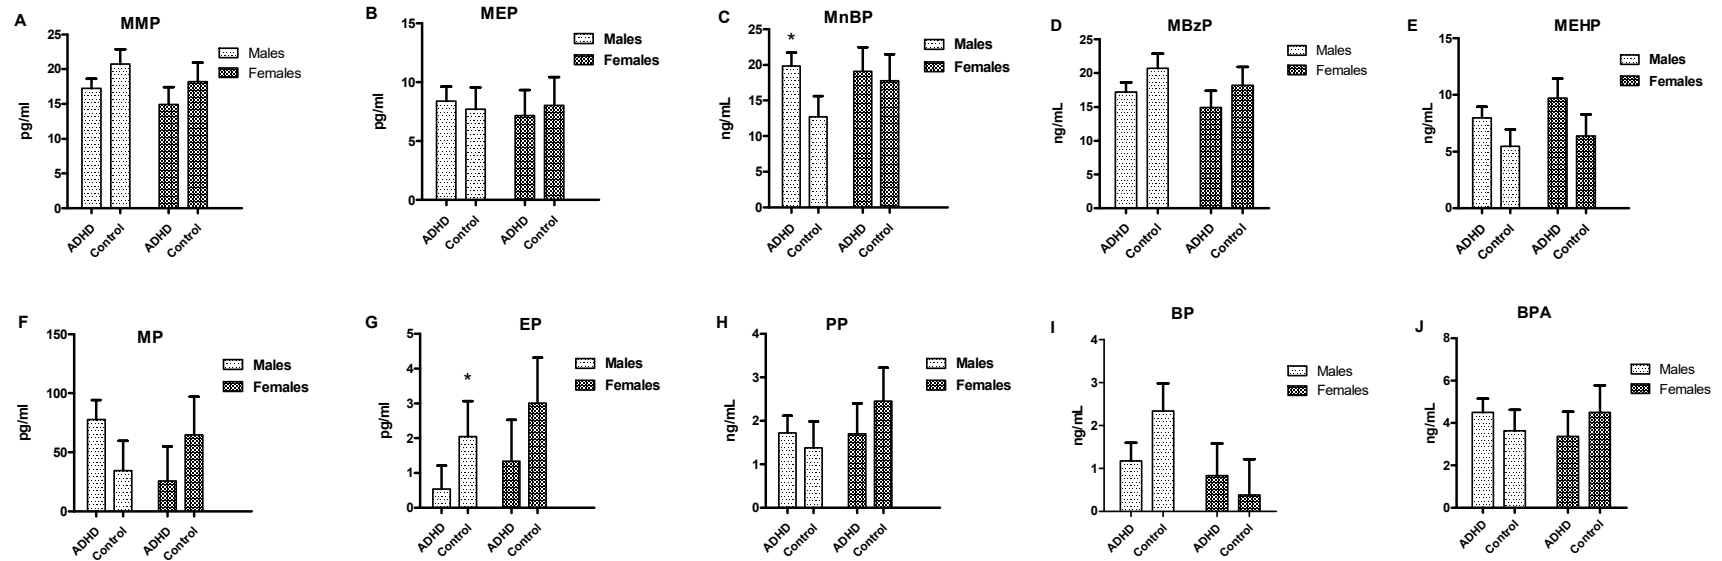 A
MMP
25
20
15
10
5
0
pg/ml
ADHD
Control
ADHD
Control
Males
Females
B
MEP
15
10
5
0
pg/ml
ADHD
Control
ADHD
Control
Males
Females
C
MnBP
25
20
15
10
5
0
ng/mL
*
ADHD
Control
ADHD
Control
Males
Females
D
MBzP
25
20
15
10
5
0
ng/mL
ADHD
Control
ADHD
Control
Males
Females
E
MEHP
15
10
5
0
ng/mL
ADHD
Control
ADHD
Control
Males
Females
F
MP
150
100
50
0
pg/ml
ADHD
Control
ADHD
Control
Males
Females
G
EP
5
4
3
2
1
0
pg/ml
*
ADHD
Control
ADHD
Control
Males
Females
H
PP
4
3
2
1
0
ng/mL
ADHD
Control
ADHD
Control
Males
Females
I
BP
4
3
2
1
0
ng/mL
ADHD
Control
ADHD
Control
Males
Females
J
BPA
8
6
4
2
0
ng/mL
ADHD
Control
ADHD
Control
Males
Females